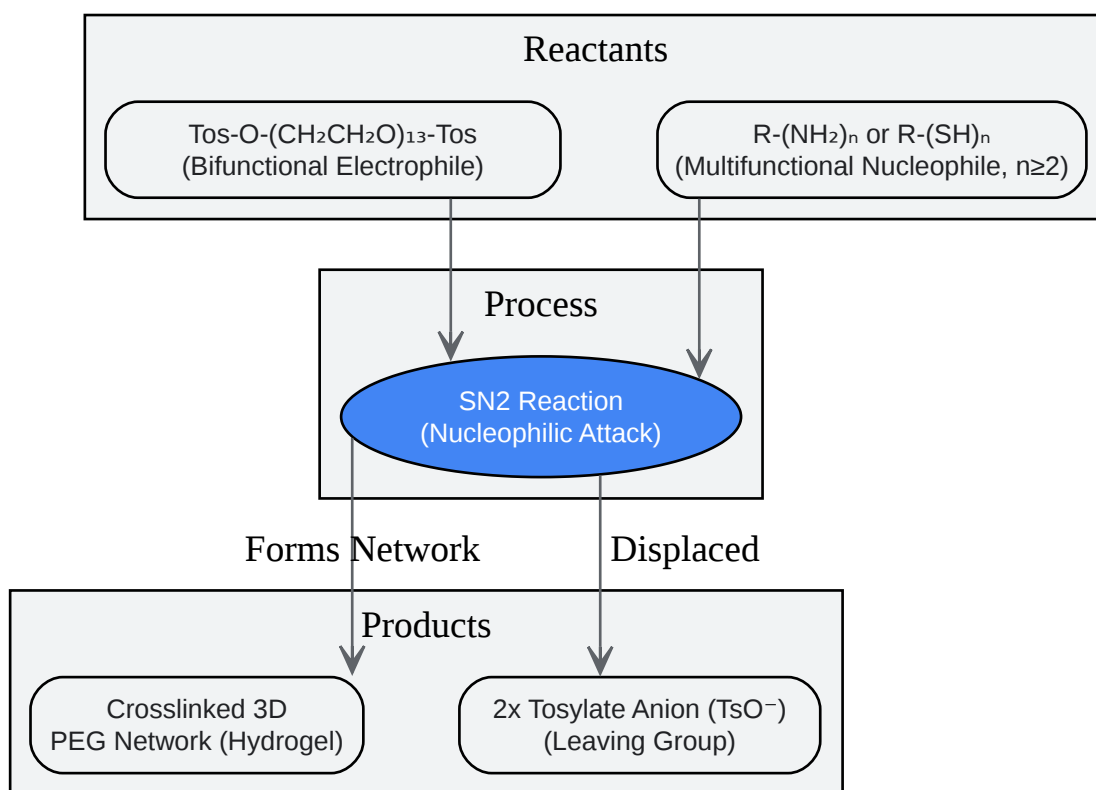 Reactants
Tos-O-(CH₂CH₂O)₁₃-Tos
(Bifunctional Electrophile)
R-(NH₂)ₙ or R-(SH)ₙ
(Multifunctional Nucleophile, n≥2)
Process
SN2 Reaction
(Nucleophilic Attack)
Forms Network
Displaced
Products
Crosslinked 3D
PEG Network (Hydrogel)
2x Tosylate Anion (TsO⁻)
(Leaving Group)